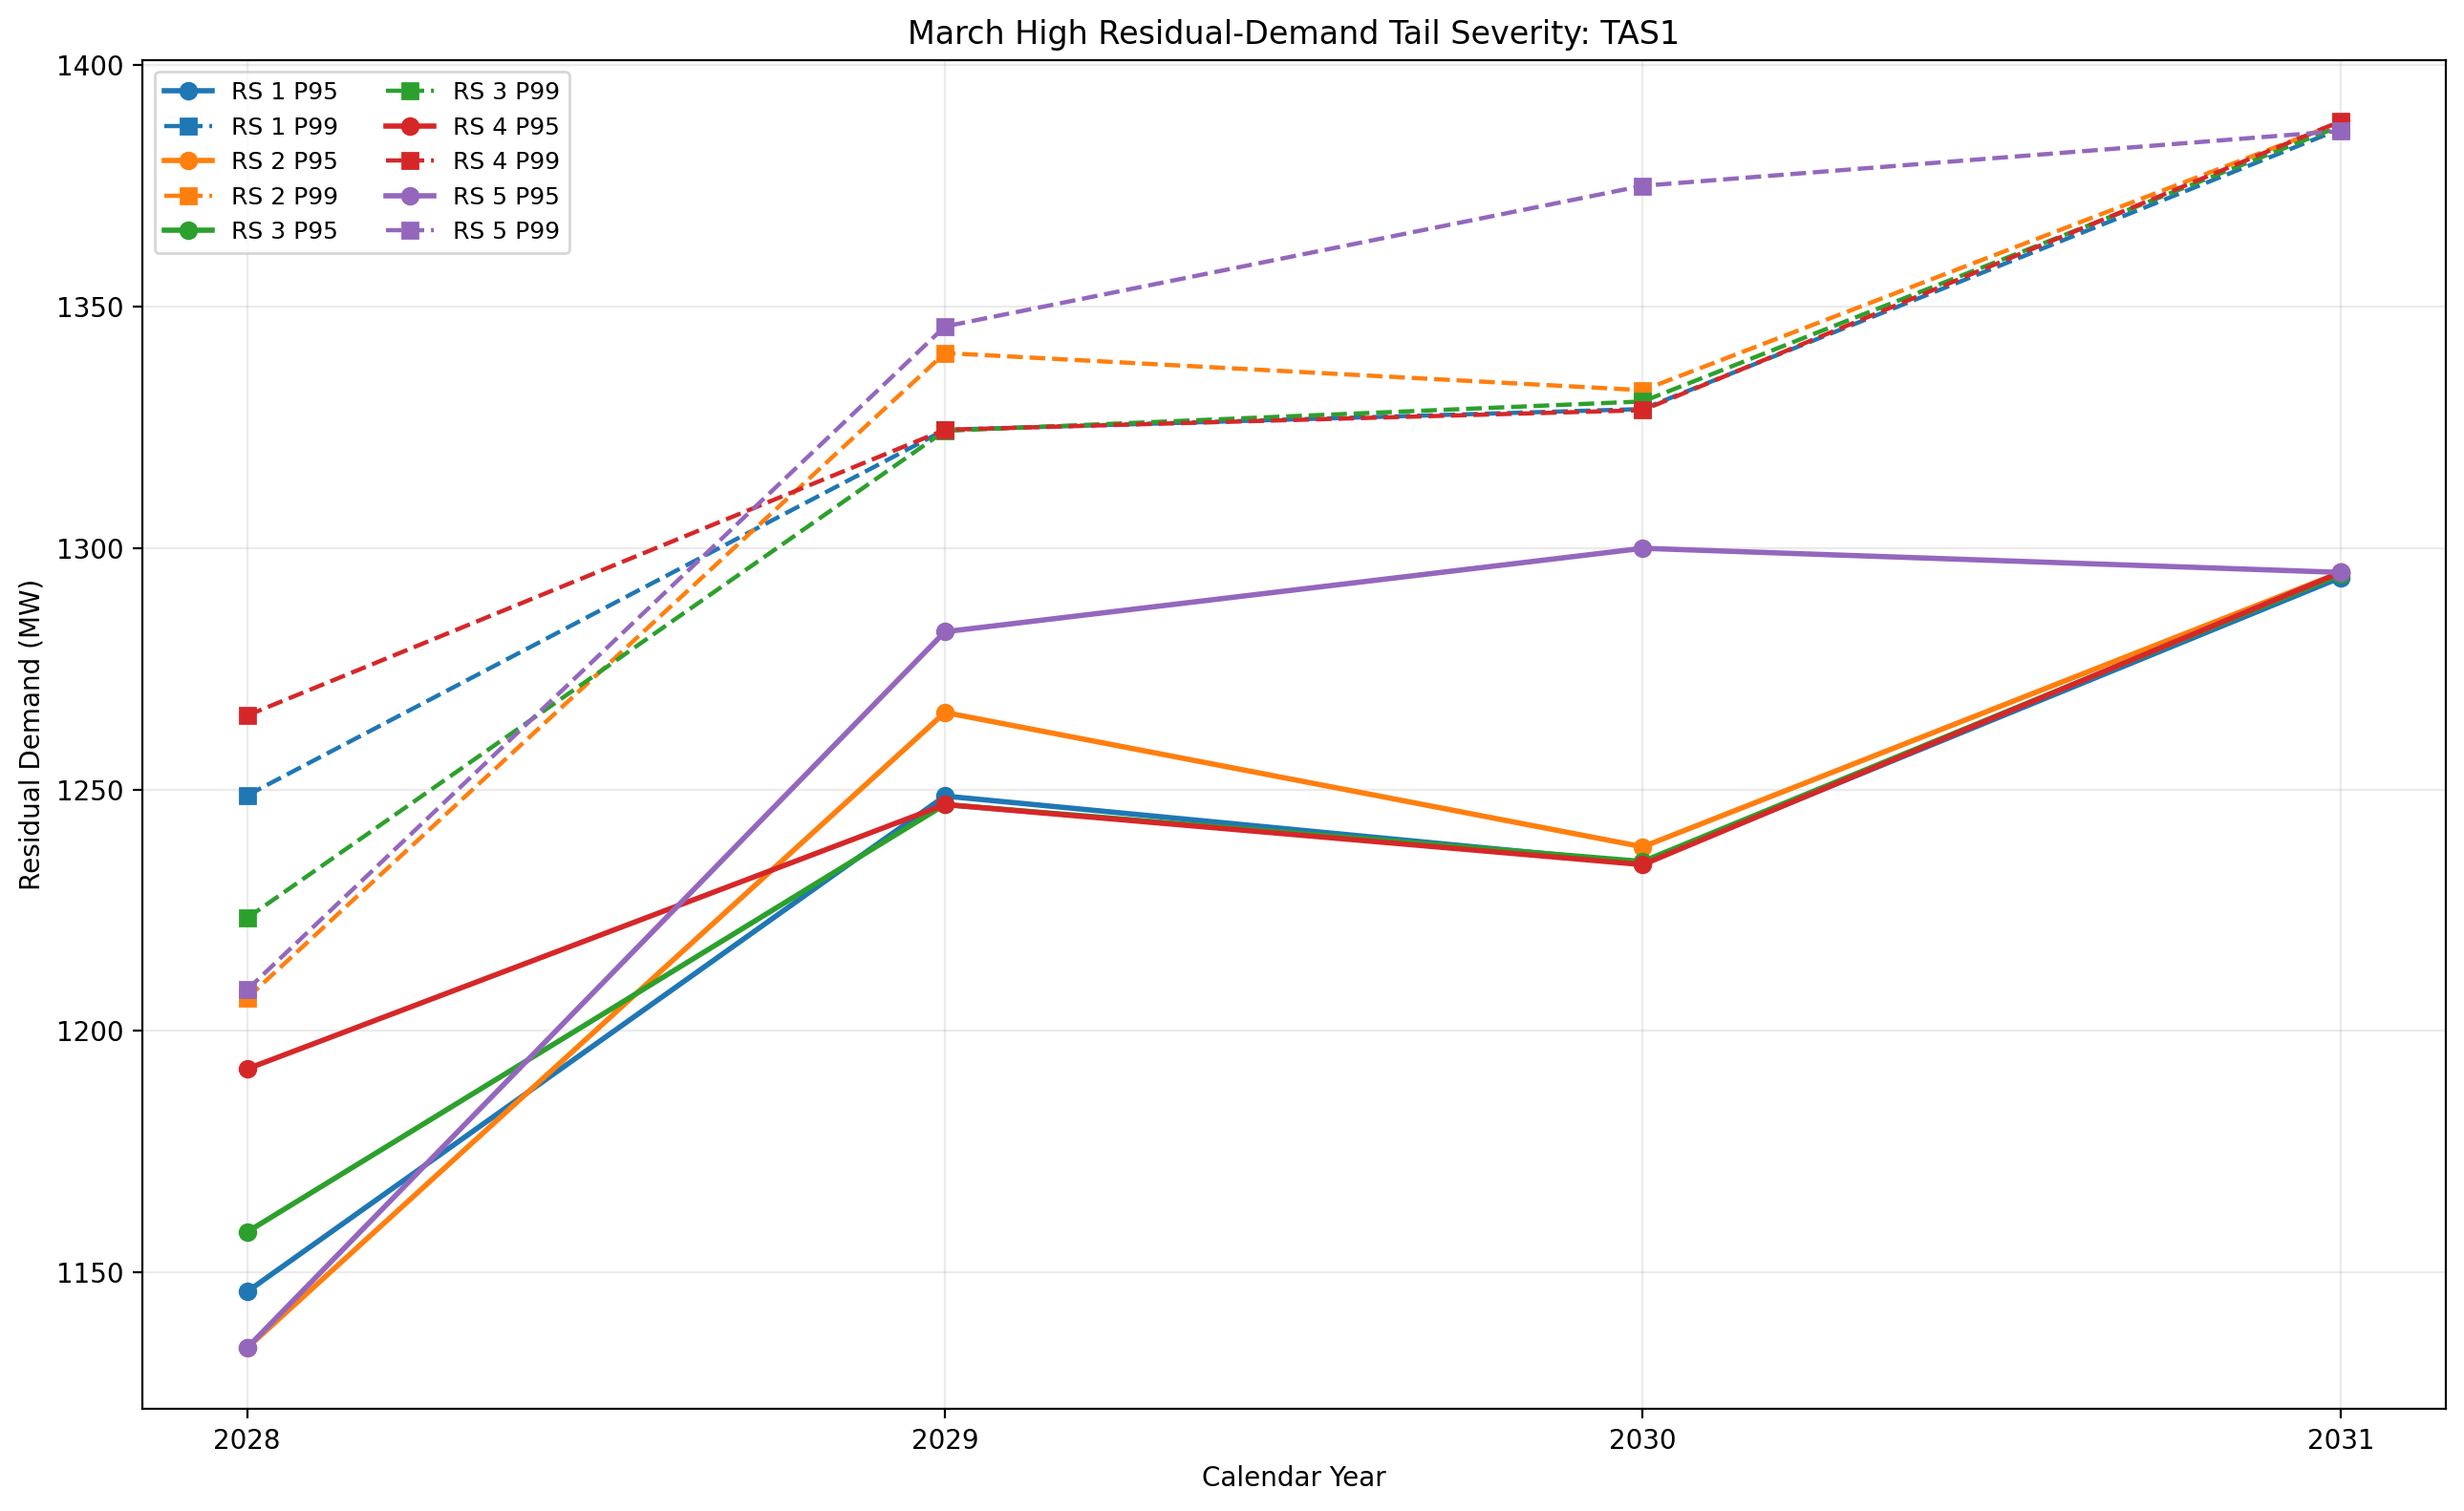 March High Residual-Demand Tail Severity: TAS1
1400
1350
1300
1250
1200
1150
Residual Demand (MW)
RS 1 P95
RS 1 P99
RS 2 P95
RS 2 P99
RS 3 P95
RS 3 P99
RS 4 P95
RS 4 P99
RS 5 P95
RS 5 P99
2028
2029
2030
2031
Calendar Year